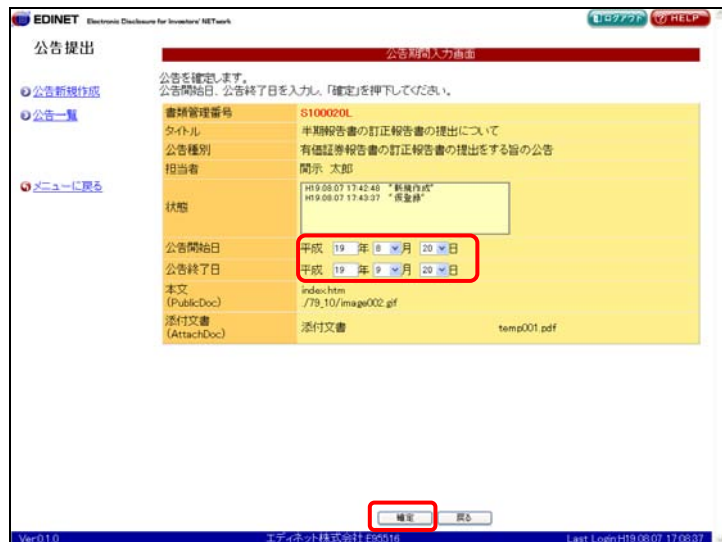 EDINET Electronic Disclosure for Investors' NETwork
ログアウト HELP
公告提出
公告期間入力画面
公告新規作成
公告一覧
メニューに戻る
公告を確定します。
公告開始日、公告終了日を入力し、「確定」を押下してください。
書類管理番号 S100020L
タイトル 半期報告書の訂正報告書の提出について
公告種別 有価証券報告書の訂正報告書の提出をする旨の公告
担当者 開示 太郎
状態
H19.08.07 17:42:48 "新規作成"
H19.08.07 17:43:37 "仮登録"
公告開始日 平成 19 年 8 月 20 日
公告終了日 平成 19 年 9 月 20 日
本文
(PublicDoc)
index.htm
./79_10/image002.gif
添付文書
(AttachDoc)
添付文書 temp001.pdf
確定 戻る
Ver.0.1.0 エディネット株式会社 E95516 Last Login:H19.08.07 17:08:37